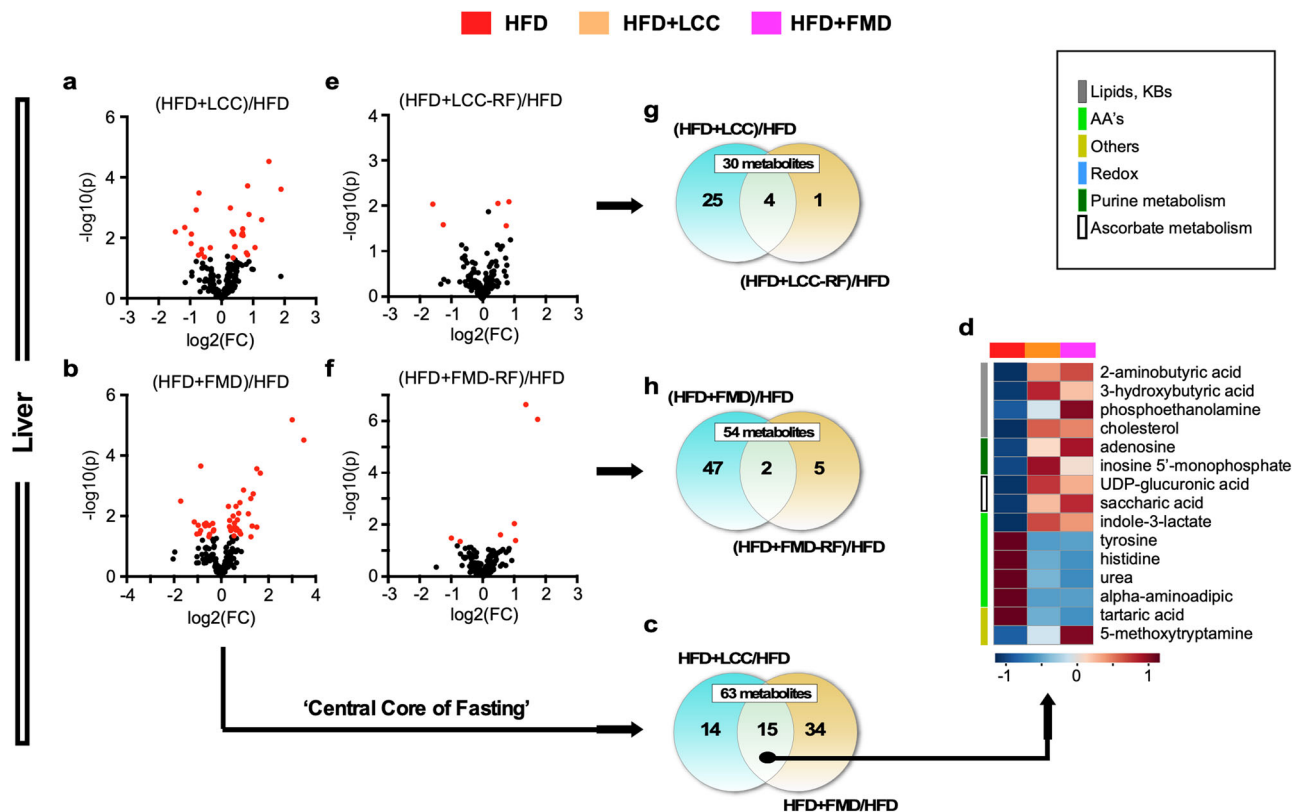 HFD HFD+LCC HFD+FMD
Liver
a
(HFD+LCC)/HFD
-log10(p)
6
4
2
0
-3 -2 -1 0 1 2 3
log2(FC)
e
(HFD+LCC-RF)/HFD
-log10(p)
4
3
2
1
0
-3 -2 -1 0 1 2 3
log2(FC)
g
(HFD+LCC)/HFD
30 metabolites
25 4 1
(HFD+LCC-RF)/HFD
Lipids, KBs
AA's
Others
Redox
Purine metabolism
Ascorbate metabolism
b
(HFD+FMD)/HFD
-log10(p)
6
4
2
0
-4 -2 0 2 4
log2(FC)
f
(HFD+FMD-RF)/HFD
-log10(p)
6
4
2
0
-3 -2 -1 0 1 2 3
log2(FC)
h
(HFD+FMD)/HFD
54 metabolites
47 2 5
(HFD+FMD-RF)/HFD
d
2-aminobutyric acid
3-hydroxybutyric acid
phosphoethanolamine
cholesterol
adenosine
inosine 5'-monophosphate
UDP-glucuronic acid
saccharic acid
indole-3-lactate
tyrosine
histidine
urea
alpha-aminoadipic
tartaric acid
5-methoxytryptamine
-1 0 1
'Central Core of Fasting'
c
HFD+LCC/HFD
63 metabolites
14 15 34
HFD+FMD/HFD